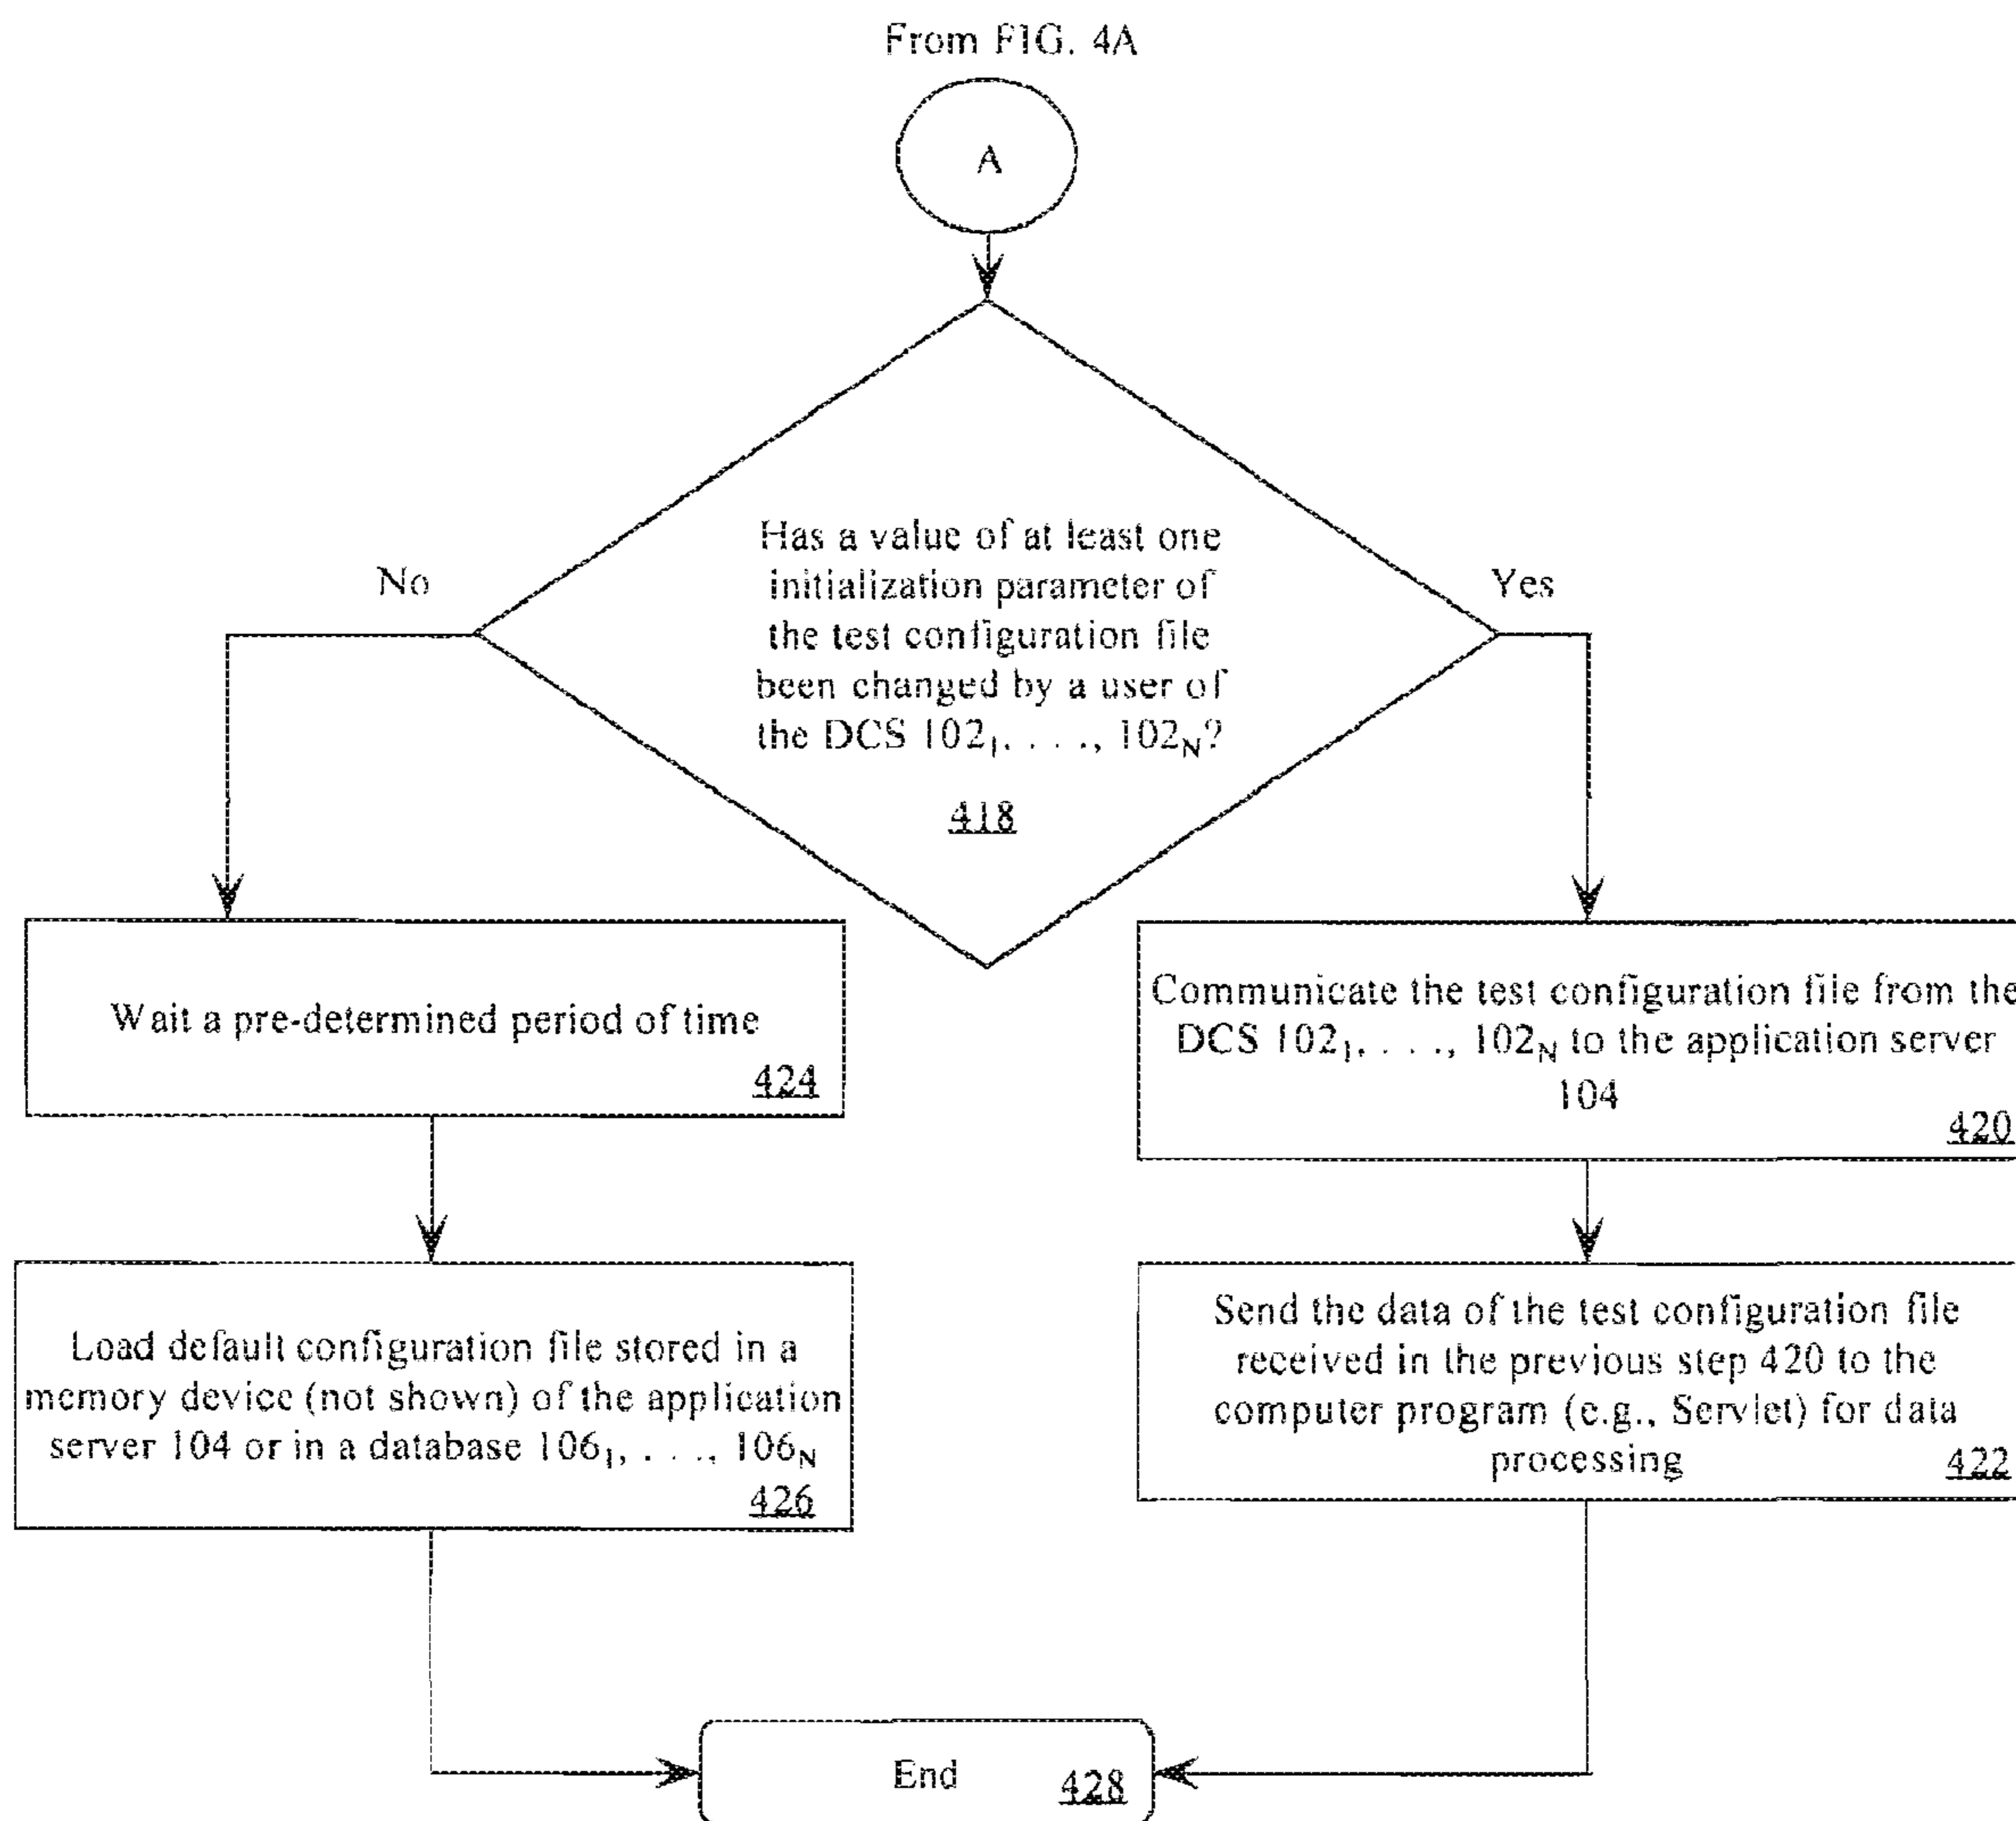 From FIG. 4A
A
Has a value of at least one
initialization parameter of
the test configuration file
been changed by a user of
the DCS 102₁, . . ., 102_N?
418
No
Yes
Wait a pre-determined period of time
424
Communicate the test configuration file from the
DCS 102₁, . . ., 102_N to the application server
104
420
Load default configuration file stored in a
memory device (not shown) of the application
server 104 or in a database 106₁, . . ., 106_N
426
Send the data of the test configuration file
received in the previous step 420 to the
computer program (e.g., Servlet) for data
processing
422
End
428